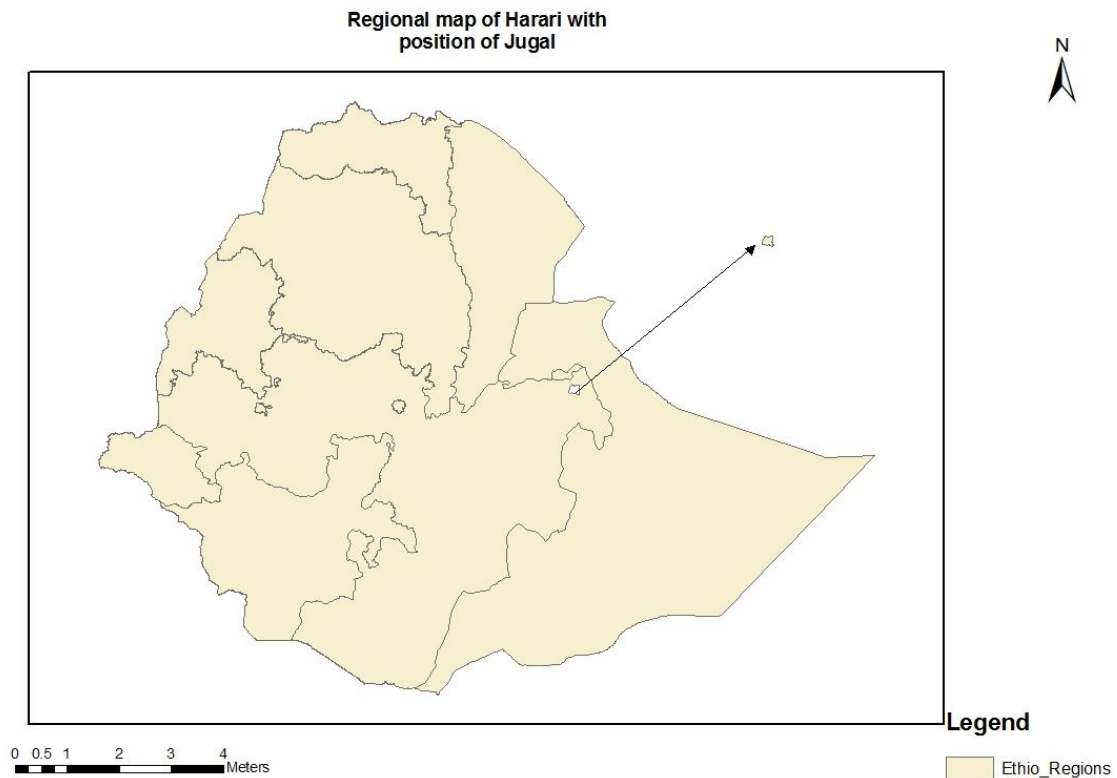 Regional map of Harari with
position of Jugal
N
Legend
0 0.5 1 2 3 4
Meters
Ethio_Regions